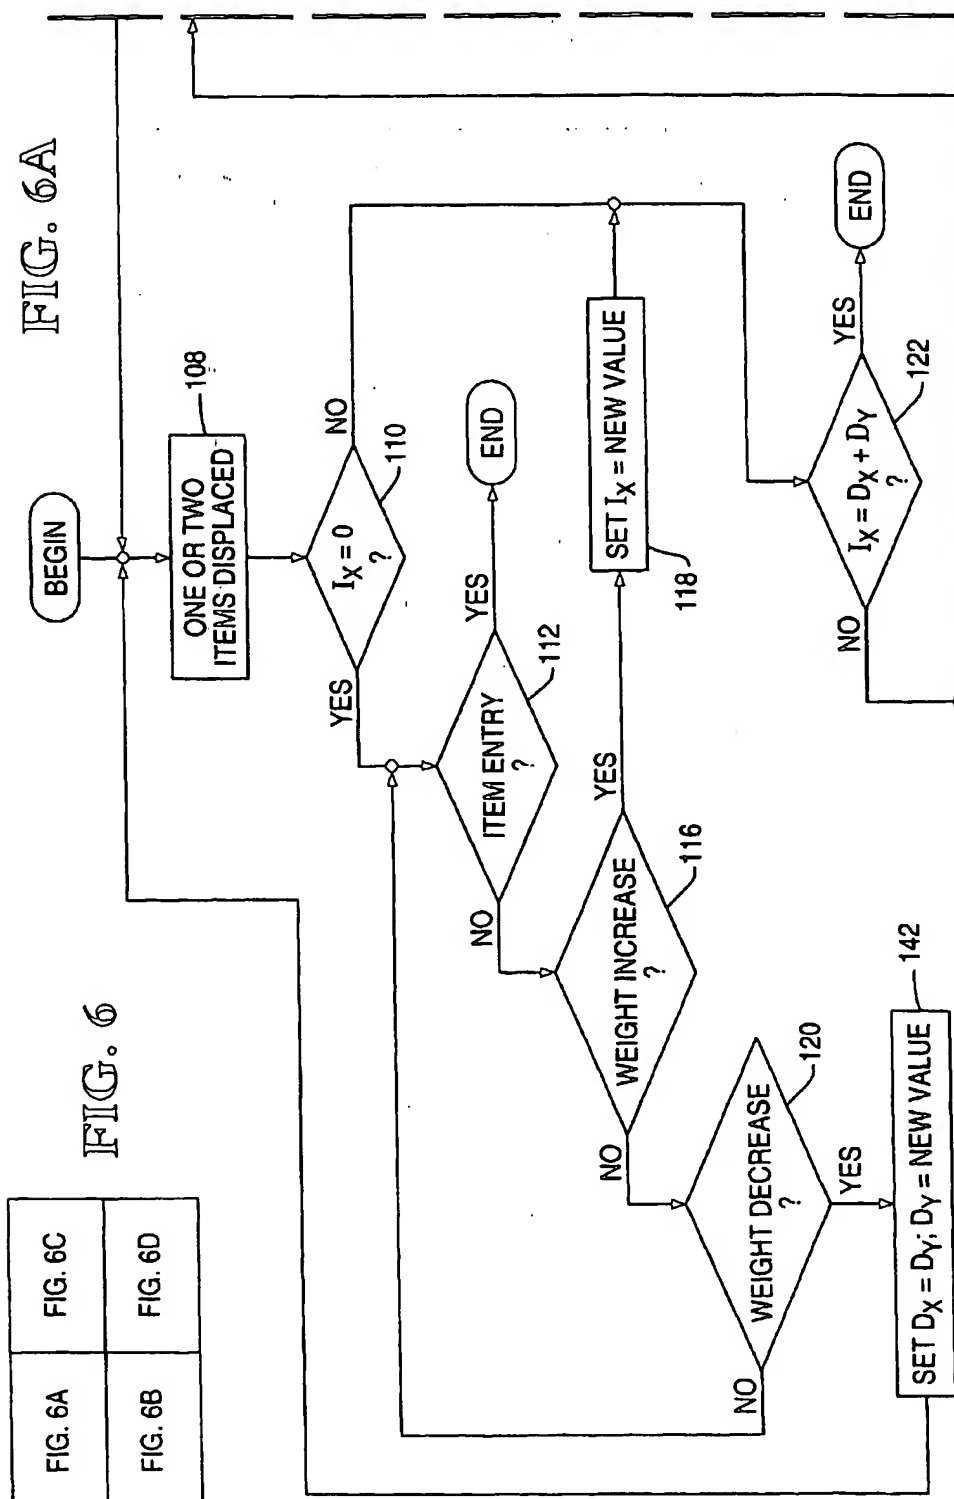 FIG. 6A
FIG. 6
FIG. 6A
FIG. 6C
FIG. 6B
FIG. 6D
BEGIN
ONE OR TWO
ITEMS DISPLACED
108
I_X = 0
?
110
YES
NO
ITEM ENTRY
?
112
YES
END
NO
WEIGHT INCREASE
?
116
YES
SET I_X = NEW VALUE
118
NO
WEIGHT DECREASE
?
120
NO
YES
SET D_X = D_Y; D_Y = NEW VALUE
142
I_X = D_X + D_Y
?
122
YES
END
NO